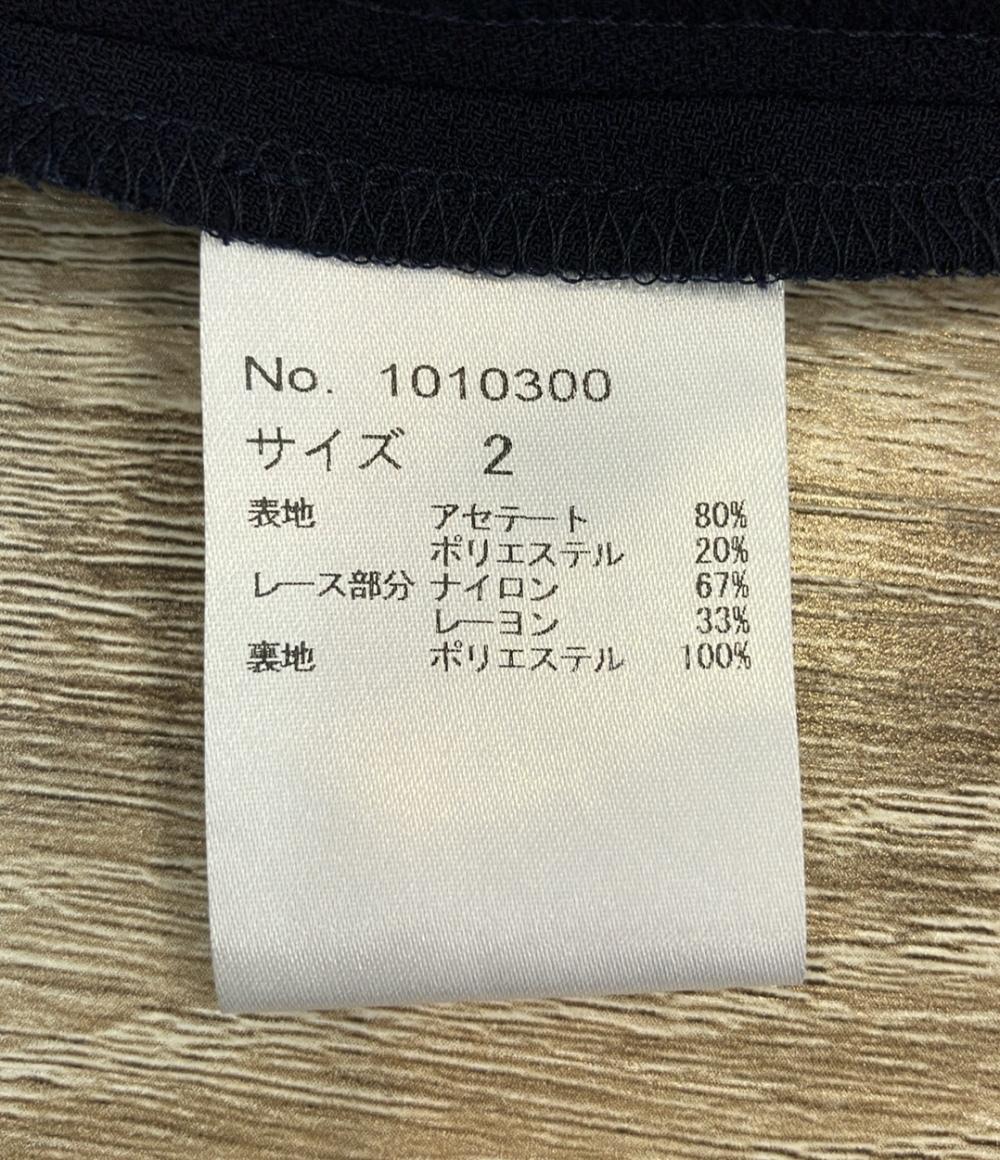 No. 1010300
サイズ 2
表地 アセテート 80%
ポリエステル 20%
レース部分 ナイロン 67%
レーヨン 33%
裏地 ポリエステル 100%